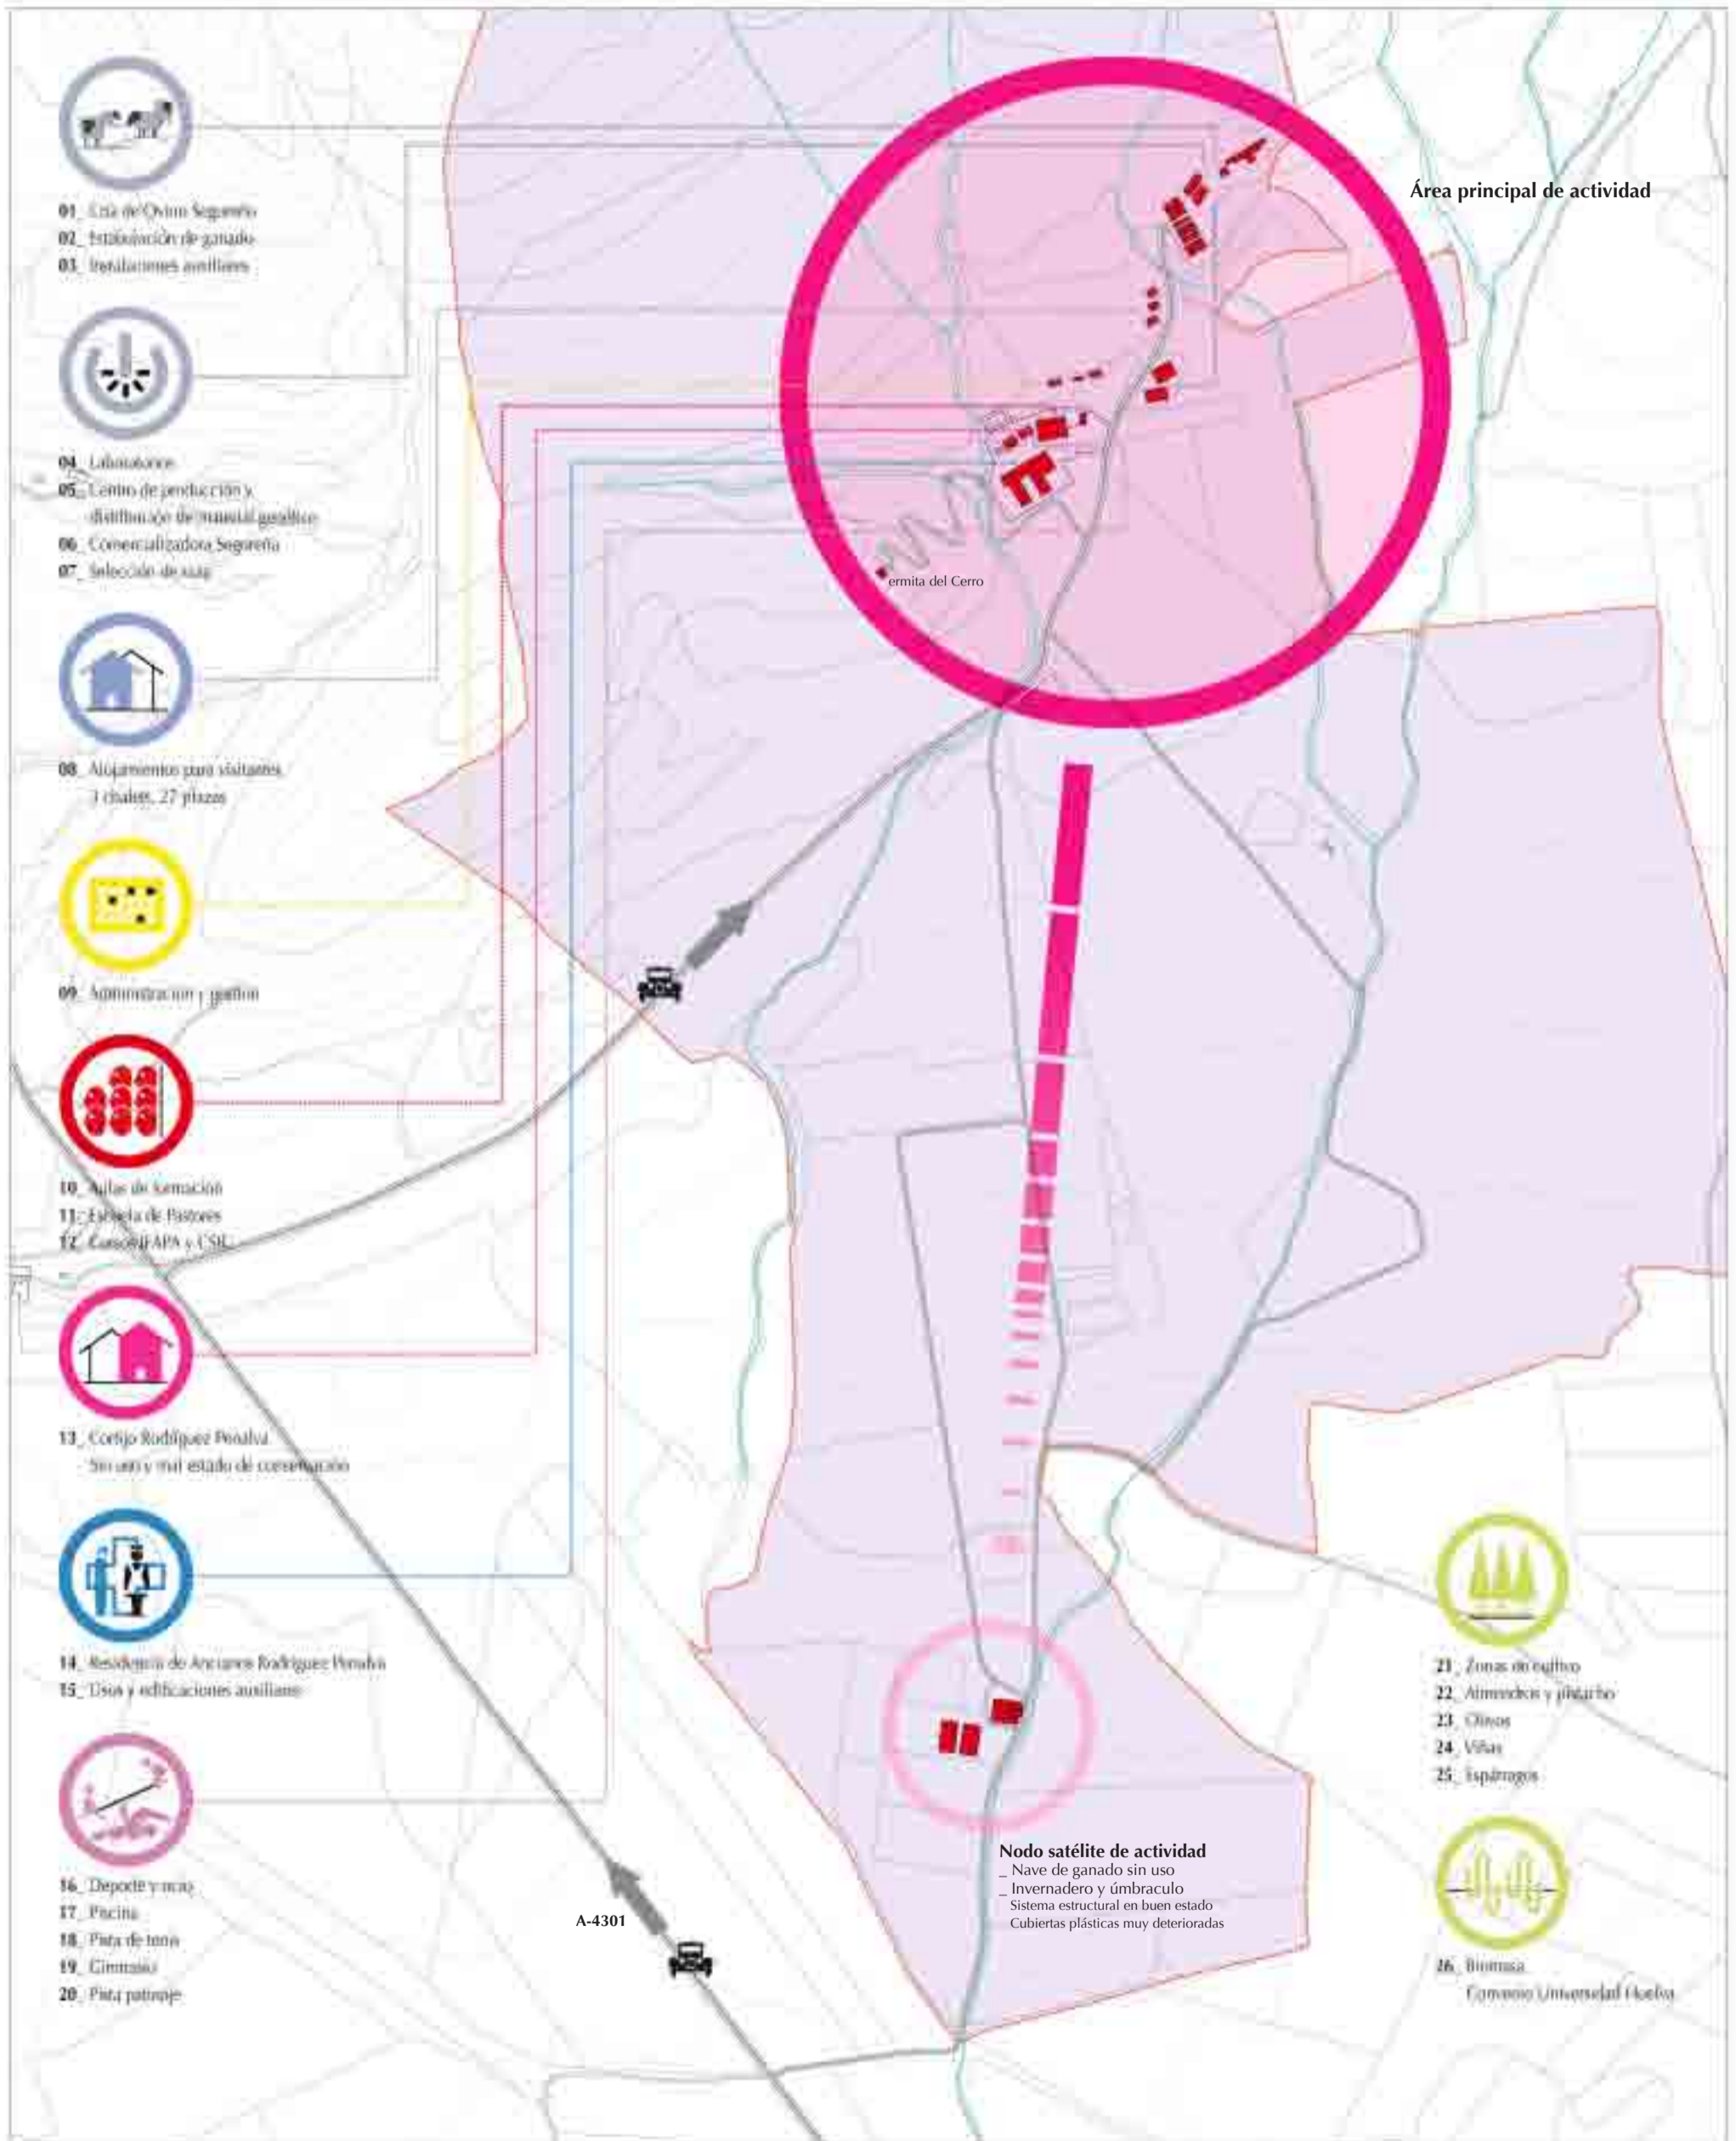 Área principal de actividad
01_ Cría de Ovino Segureño
02_ Estabulación de ganado
03_ Instalaciones auxiliares
04_ Laboratorios
05_ Centro de producción y
distribución de material genético
06_ Comercializadora Segureña
07_ Selección de
ermita del Cerro
08_ Alojamientos para visitantes
3 chalets, 27 plazas
09_ Administración y gestión
10_ Aulas de formación
11_ Escuela de Pastores
12_ Cursos IFAPA y CSIC
13_ Cortijo Rodríguez Penalva
Sin uso y mal estado de conservación
14_ Residencia de Ancianos Rodríguez Penalva
15_ Usos y edificaciones auxiliares
16_ Deporte y ocio
17_ Piscina
18_ Pista de tenis
19_ Gimnasio
20_ Pista patinaje
A-4301
Nodo satélite de actividad
_ Nave de ganado sin uso
_ Invernadero y úmbraculo
Sistema estructural en buen estado
Cubiertas plásticas muy deterioradas
21_ Zonas de cultivo
22_ Almendros y pistacho
23_ Olivos
24_ Viñas
25_ Espárragos
26_ Biomasa
Convenio Universidad Huelva